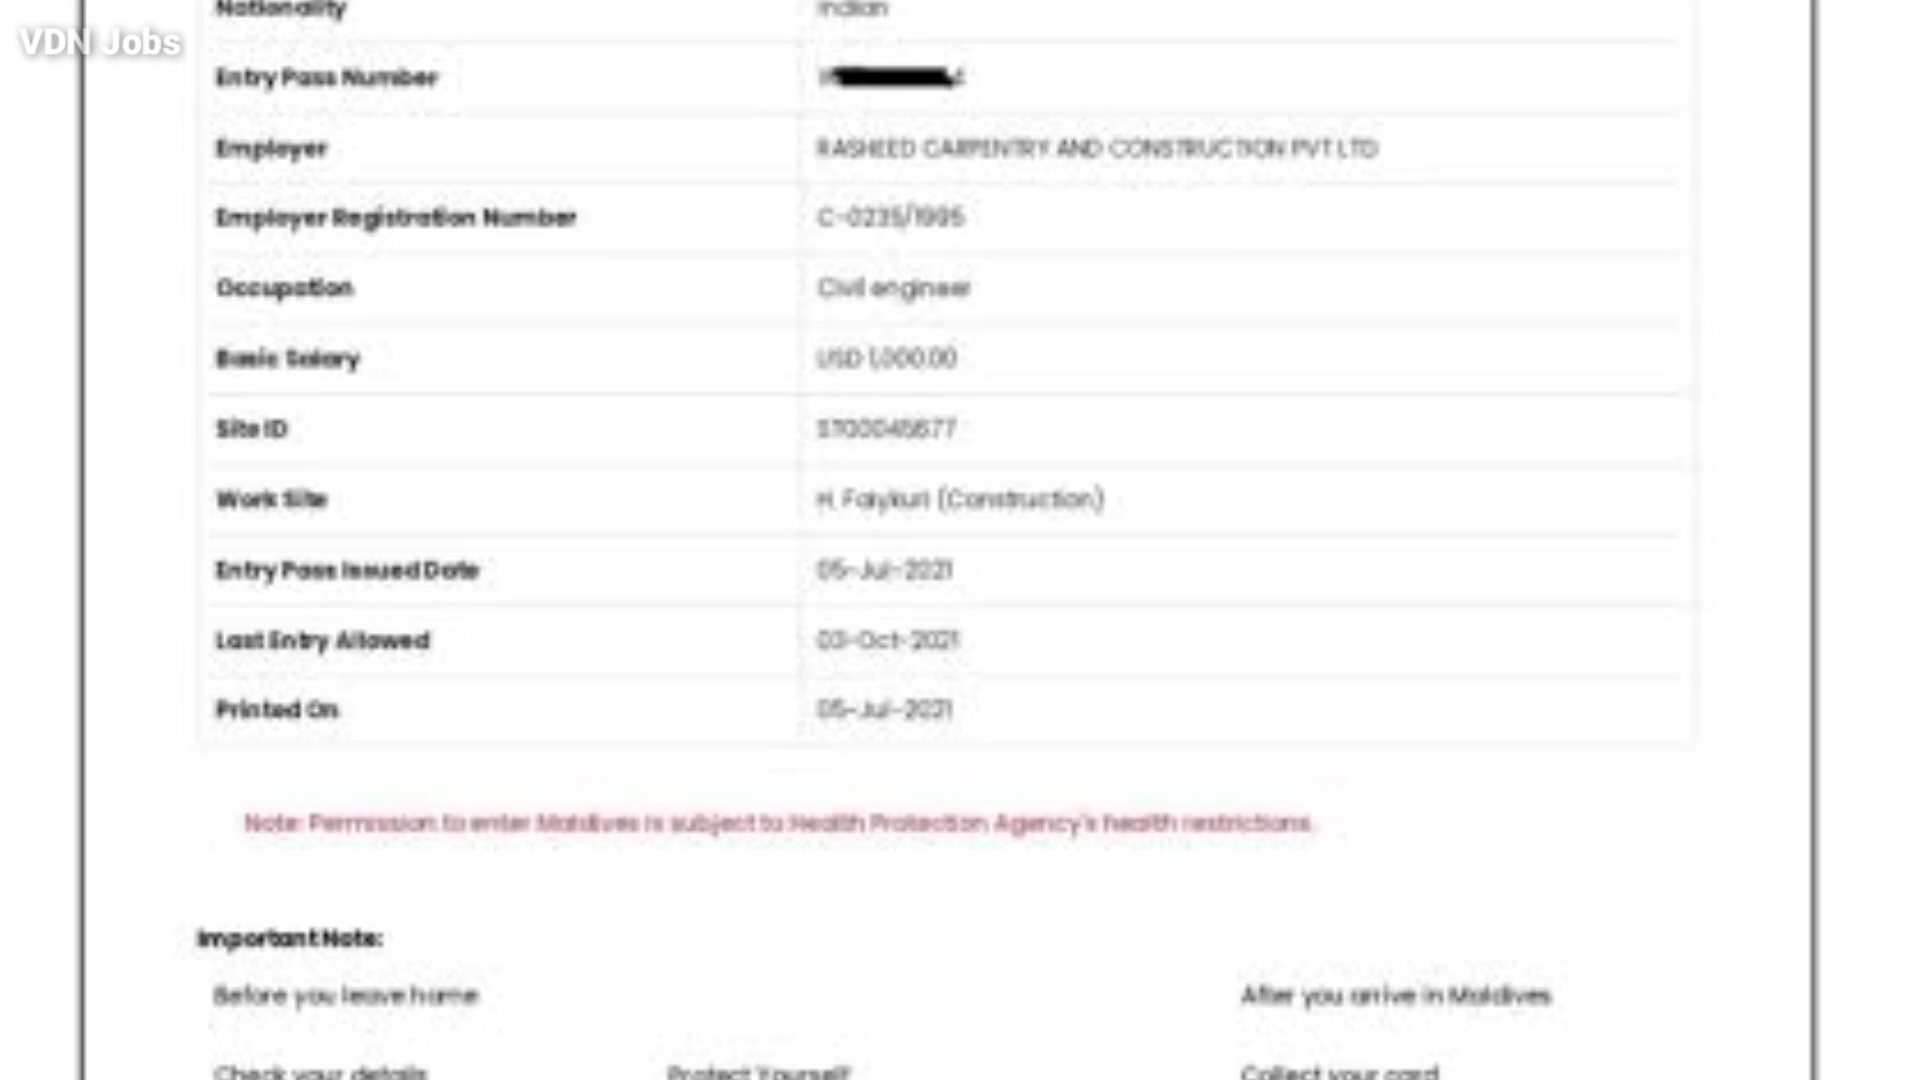 VDN Jobs
Nationality Indian
Entry Pass Number
Employer RASHEED CARPENTRY AND CONSTRUCTION PVT LTD
Employer Registration Number C-0235/1995
Occupation Civil engineer
Basic Salary USD 1,000.00
Site ID ST00045677
Work Site H. Faiykuri (Construction)
Entry Pass Issued Date 05-Jul-2021
Last Entry Allowed 03-Oct-2021
Printed On 05-Jul-2021
Note: Permission to enter Maldives is subject to Health Protection Agency's health restrictions.
Important Note:
Before you leave home After you arrive in Maldives
Check your details Protect Yourself Collect your card